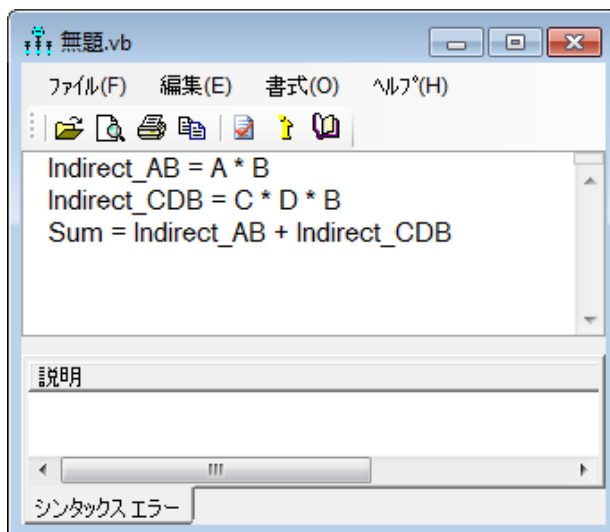 無題.vb
ﾌｧｲﾙ(F) 編集(E) 書式(O) ﾍﾙﾌﾟ(H)
Indirect_AB = A * B
Indirect_CDB = C * D * B
Sum = Indirect_AB + Indirect_CDB
説明
シンタックス エラー